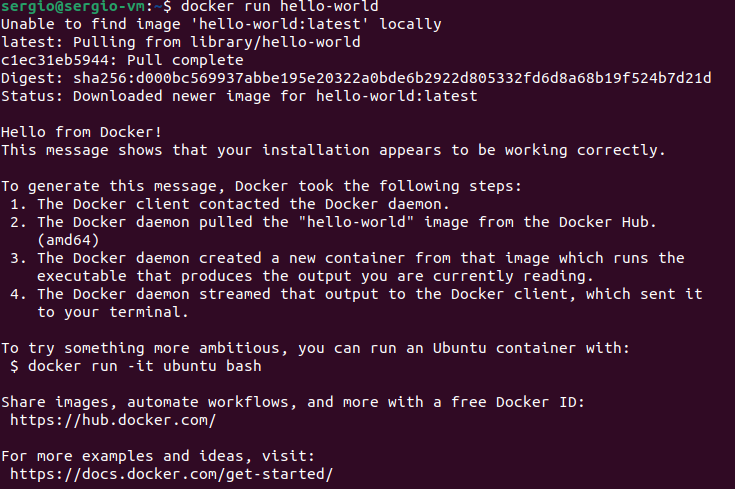 sergio@sergio-vm:~$ docker run hello-world
Unable to find image 'hello-world:latest' locally
latest: Pulling from library/hello-world
c1ec31eb5944: Pull complete
Digest: sha256:d000bc569937abbe195e20322a0bde6b2922d805332fd6d8a68b19f524b7d21d
Status: Downloaded newer image for hello-world:latest

Hello from Docker!
This message shows that your installation appears to be working correctly.

To generate this message, Docker took the following steps:
 1. The Docker client contacted the Docker daemon.
 2. The Docker daemon pulled the "hello-world" image from the Docker Hub.
    (amd64)
 3. The Docker daemon created a new container from that image which runs the
    executable that produces the output you are currently reading.
 4. The Docker daemon streamed that output to the Docker client, which sent it
    to your terminal.

To try something more ambitious, you can run an Ubuntu container with:
 $ docker run -it ubuntu bash

Share images, automate workflows, and more with a free Docker ID:
 https://hub.docker.com/

For more examples and ideas, visit:
 https://docs.docker.com/get-started/